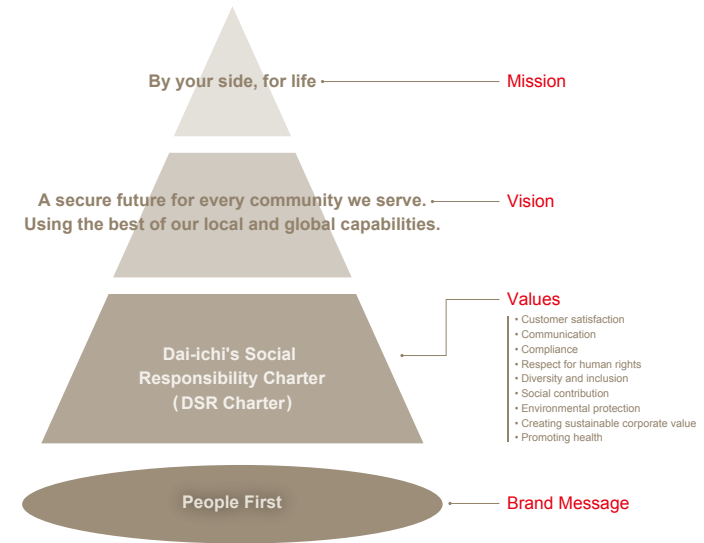 By your side, for life
Mission
A secure future for every community we serve.
Using the best of our local and global capabilities.
Vision
Dai-ichi's Social
Responsibility Charter
(DSR Charter)
Values
• Customer satisfaction
• Communication
• Compliance
• Respect for human rights
• Diversity and inclusion
• Social contribution
• Environmental protection
• Creating sustainable corporate value
• Promoting health
People First
Brand Message